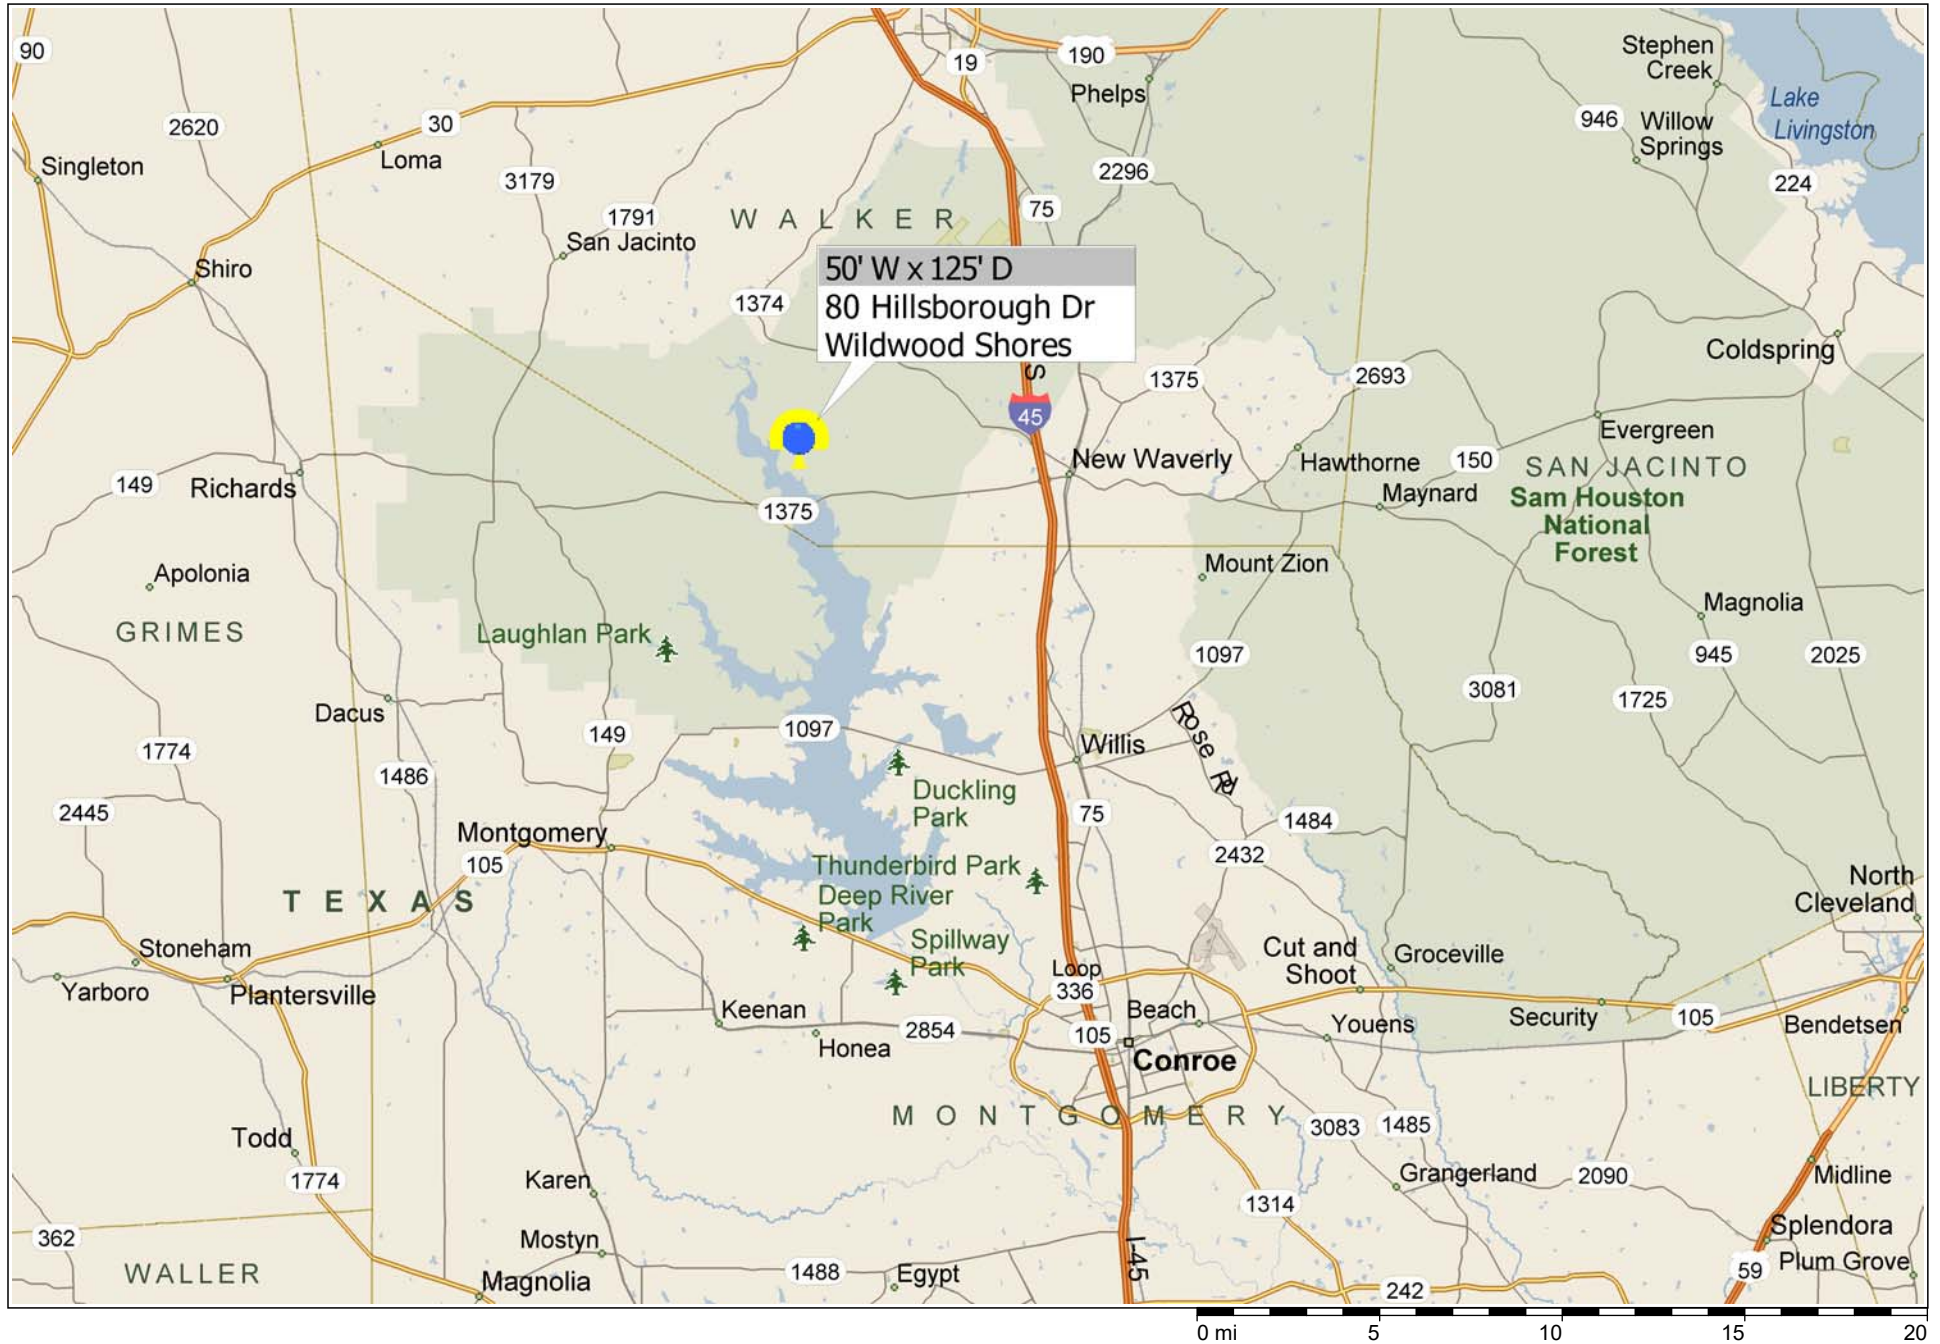 90
19
190
Stephen
Creek
Phelps
Lake
Livingston
2620
30
946
Willow
Springs
Singleton
Loma
3179
2296
224
1791
75
WALKER
San Jacinto
Shiro
50' W x 125' D
80 Hillsborough Dr
Wildwood Shores
1374
Coldspring
S
1375
2693
45
Evergreen
New Waverly
Hawthorne
150
SAN JACINTO
149
Richards
Maynard
Sam Houston
National
Forest
1375
Apolonia
Mount Zion
GRIMES
Magnolia
Laughlan Park
1097
945
2025
3081
1725
Dacus
149
1097
Rose Rd
1774
Willis
1486
Duckling
Park
2445
75
1484
Montgomery
105
2432
Thunderbird Park
Deep River
Park
TEXAS
North
Cleveland
Stoneham
Spillway
Park
Cut and
Shoot
Groceville
Yarboro
Plantersville
Loop
336
Keenan
Beach
Security
105
2854
105
Youens
Bendetsen
Honea
Conroe
LIBERTY
MONTGOMERY
3083
1485
Todd
1774
Karen
Grangerland
2090
Midline
1314
362
Mostyn
Splendora
I-45
WALLER
Magnolia
1488
Egypt
59
Plum Grove
242
0 mi
5
10
15
20